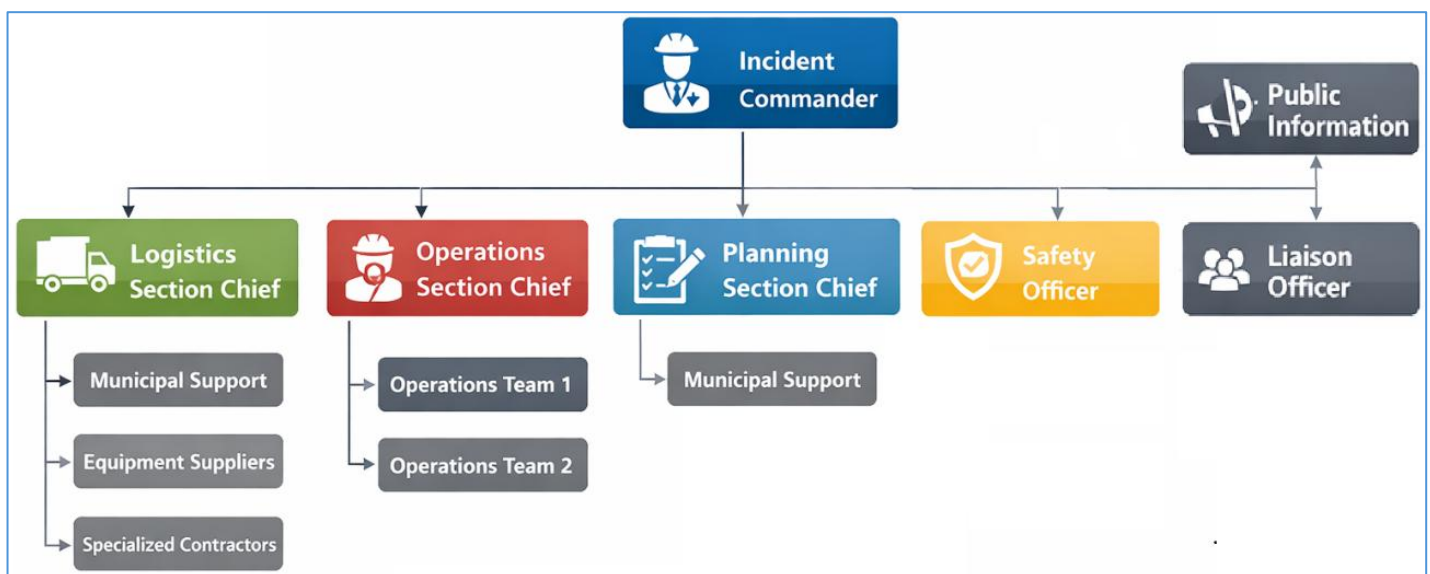 Incident
Commander
Public
Information
Logistics
Section Chief
Operations
Section Chief
Planning
Section Chief
Safety
Officer
Liaison
Officer
Municipal Support
Equipment Suppliers
Specialized Contractors
Operations Team 1
Operations Team 2
Municipal Support